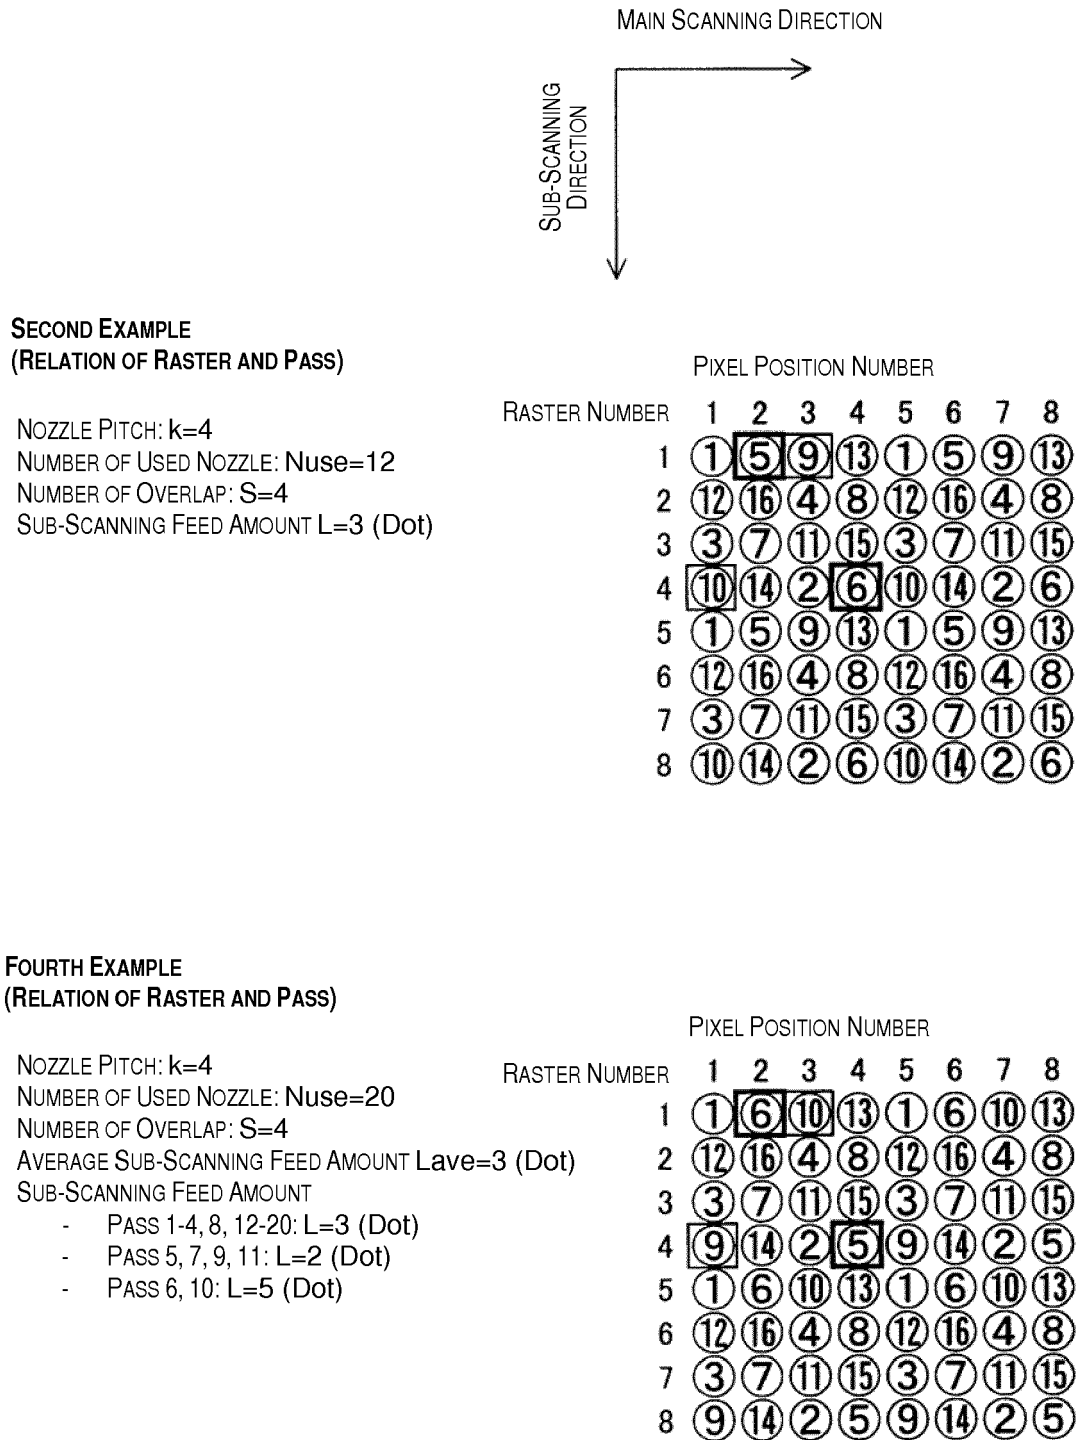 MAIN SCANNING DIRECTION
SUB-SCANNING
DIRECTION
SECOND EXAMPLE
(RELATION OF RASTER AND PASS)
NOZZLE PITCH: k=4
NUMBER OF USED NOZZLE: Nuse=12
NUMBER OF OVERLAP: S=4
SUB-SCANNING FEED AMOUNT L=3 (Dot)
PIXEL POSITION NUMBER
RASTER NUMBER 1 2 3 4 5 6 7 8
1 ① ⑤ ⑨ ⑬ ① ⑤ ⑨ ⑬
2 ⑫ ⑯ ④ ⑧ ⑫ ⑯ ④ ⑧
3 ③ ⑦ ⑪ ⑮ ③ ⑦ ⑪ ⑮
4 ⑩ ⑭ ② ⑥ ⑩ ⑭ ② ⑥
5 ① ⑤ ⑨ ⑬ ① ⑤ ⑨ ⑬
6 ⑫ ⑯ ④ ⑧ ⑫ ⑯ ④ ⑧
7 ③ ⑦ ⑪ ⑮ ③ ⑦ ⑪ ⑮
8 ⑩ ⑭ ② ⑥ ⑩ ⑭ ② ⑥
FOURTH EXAMPLE
(RELATION OF RASTER AND PASS)
NOZZLE PITCH: k=4
NUMBER OF USED NOZZLE: Nuse=20
NUMBER OF OVERLAP: S=4
AVERAGE SUB-SCANNING FEED AMOUNT Lave=3 (Dot)
SUB-SCANNING FEED AMOUNT
- PASS 1-4, 8, 12-20: L=3 (Dot)
- PASS 5, 7, 9, 11: L=2 (Dot)
- PASS 6, 10: L=5 (Dot)
PIXEL POSITION NUMBER
RASTER NUMBER 1 2 3 4 5 6 7 8
1 ① ⑥ ⑩ ⑬ ① ⑥ ⑩ ⑬
2 ⑫ ⑯ ④ ⑧ ⑫ ⑯ ④ ⑧
3 ③ ⑦ ⑪ ⑮ ③ ⑦ ⑪ ⑮
4 ⑨ ⑭ ② ⑤ ⑨ ⑭ ② ⑤
5 ① ⑥ ⑩ ⑬ ① ⑥ ⑩ ⑬
6 ⑫ ⑯ ④ ⑧ ⑫ ⑯ ④ ⑧
7 ③ ⑦ ⑪ ⑮ ③ ⑦ ⑪ ⑮
8 ⑨ ⑭ ② ⑤ ⑨ ⑭ ② ⑤